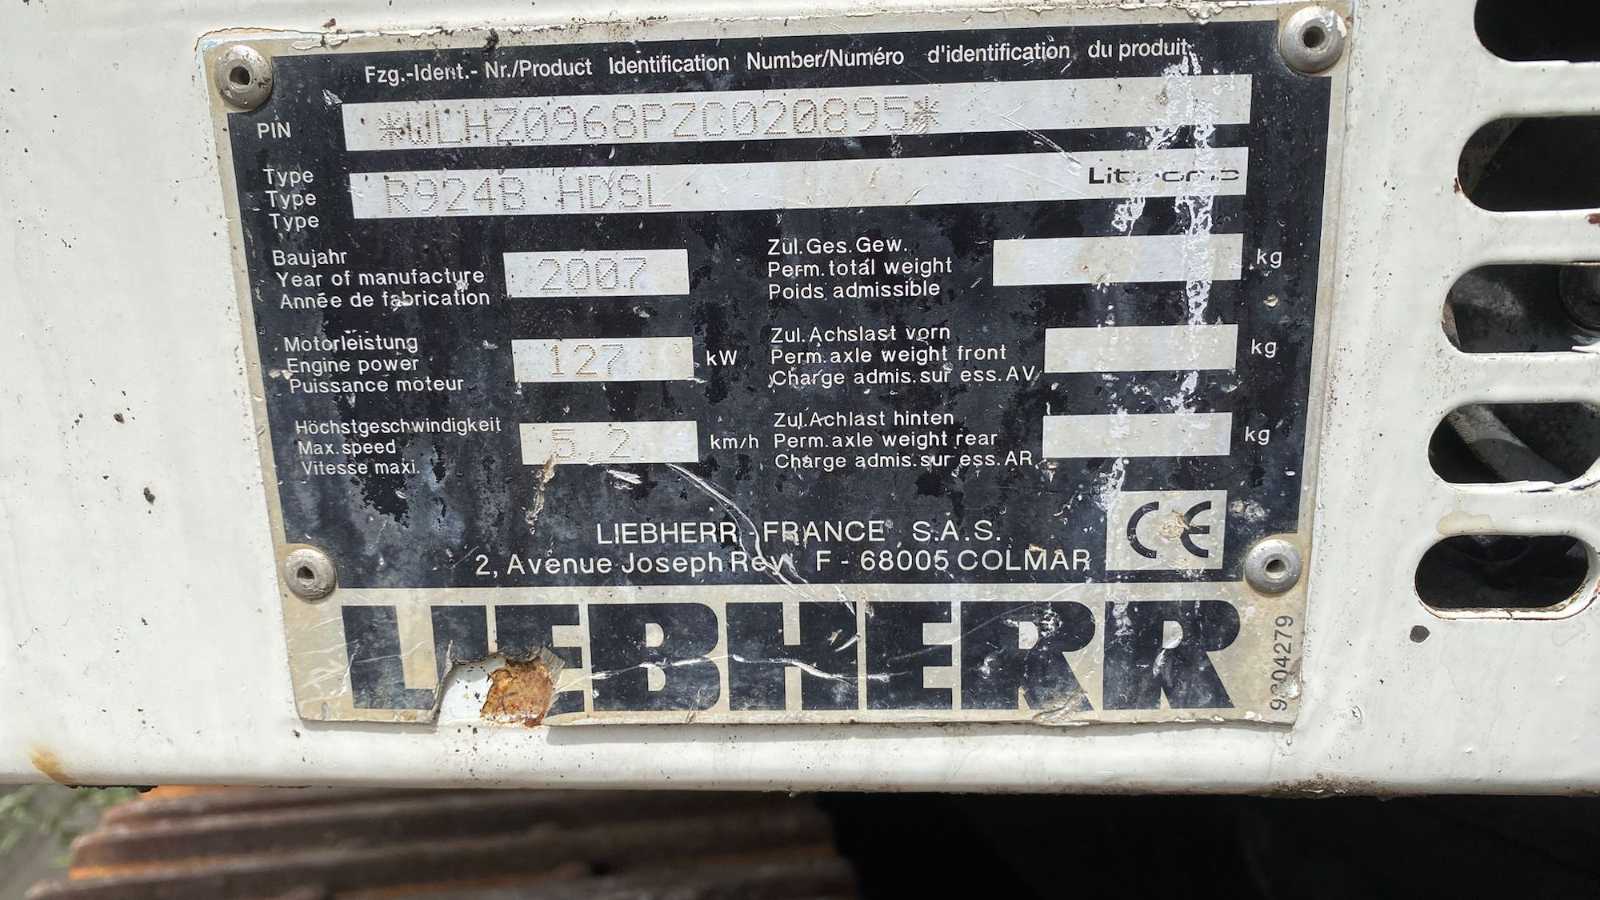 Fzg.-Ident.- Nr./Product Identification Number/Numéro d'identification du produit
PIN *WLHZ0968PZC020895*
Type
Type R924B HDSL Litronic
Type
Baujahr
Year of manufacture 2007
Année de fabrication
Zul.Ges.Gew.
Perm.total weight kg
Poids admissible
Motorleistung
Engine power 127 kW
Puissance moteur
Zul.Achslast vorn
Perm.axle weight front kg
Charge admis.sur ess.AV
Höchstgeschwindigkeit
Max.speed 5.2 km/h
Vitesse maxi.
Zul.Achlast hinten
Perm.axle weight rear kg
Charge admis.sur ess.AR
LIEBHERR-FRANCE S.A.S.
2, Avenue Joseph Rey F - 68005 COLMAR
CE
LIEBHERR
9304279